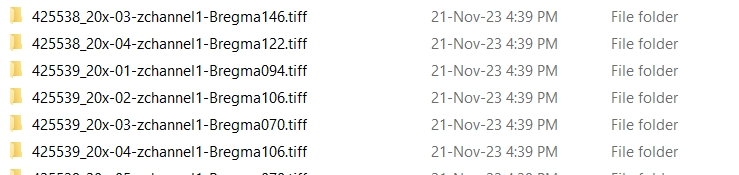 425538_20x-03-zchannel1-Bregma146.tiff 21-Nov-23 4:39 PM File folder
425538_20x-04-zchannel1-Bregma122.tiff 21-Nov-23 4:39 PM File folder
425539_20x-01-zchannel1-Bregma094.tiff 21-Nov-23 4:39 PM File folder
425539_20x-02-zchannel1-Bregma106.tiff 21-Nov-23 4:39 PM File folder
425539_20x-03-zchannel1-Bregma070.tiff 21-Nov-23 4:39 PM File folder
425539_20x-04-zchannel1-Bregma106.tiff 21-Nov-23 4:39 PM File folder